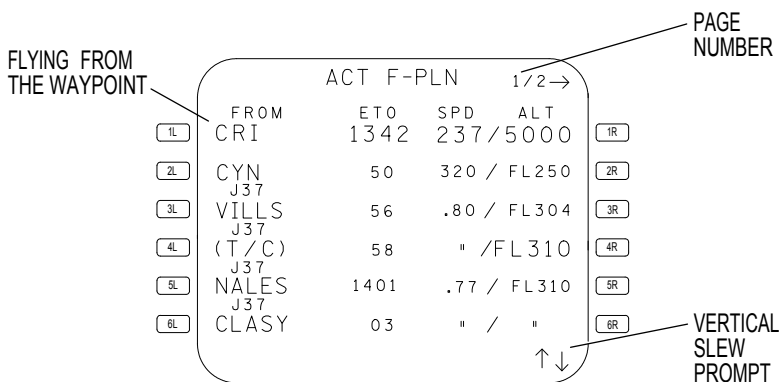 PAGE
NUMBER
FLYING FROM
THE WAYPOINT
ACT F-PLN 1/2→
FROM ETO SPD ALT
1L CRI 1342 237/5000 1R
2L CYN 50 320 / FL250 2R
J37
3L VILLS 56 .80 / FL304 3R
J37
4L (T/C) 58 " /FL310 4R
J37
5L NALES 1401 .77 / FL310 5R
J37
6L CLASY 03 " / " 6R
↑↓
VERTICAL
SLEW
PROMPT